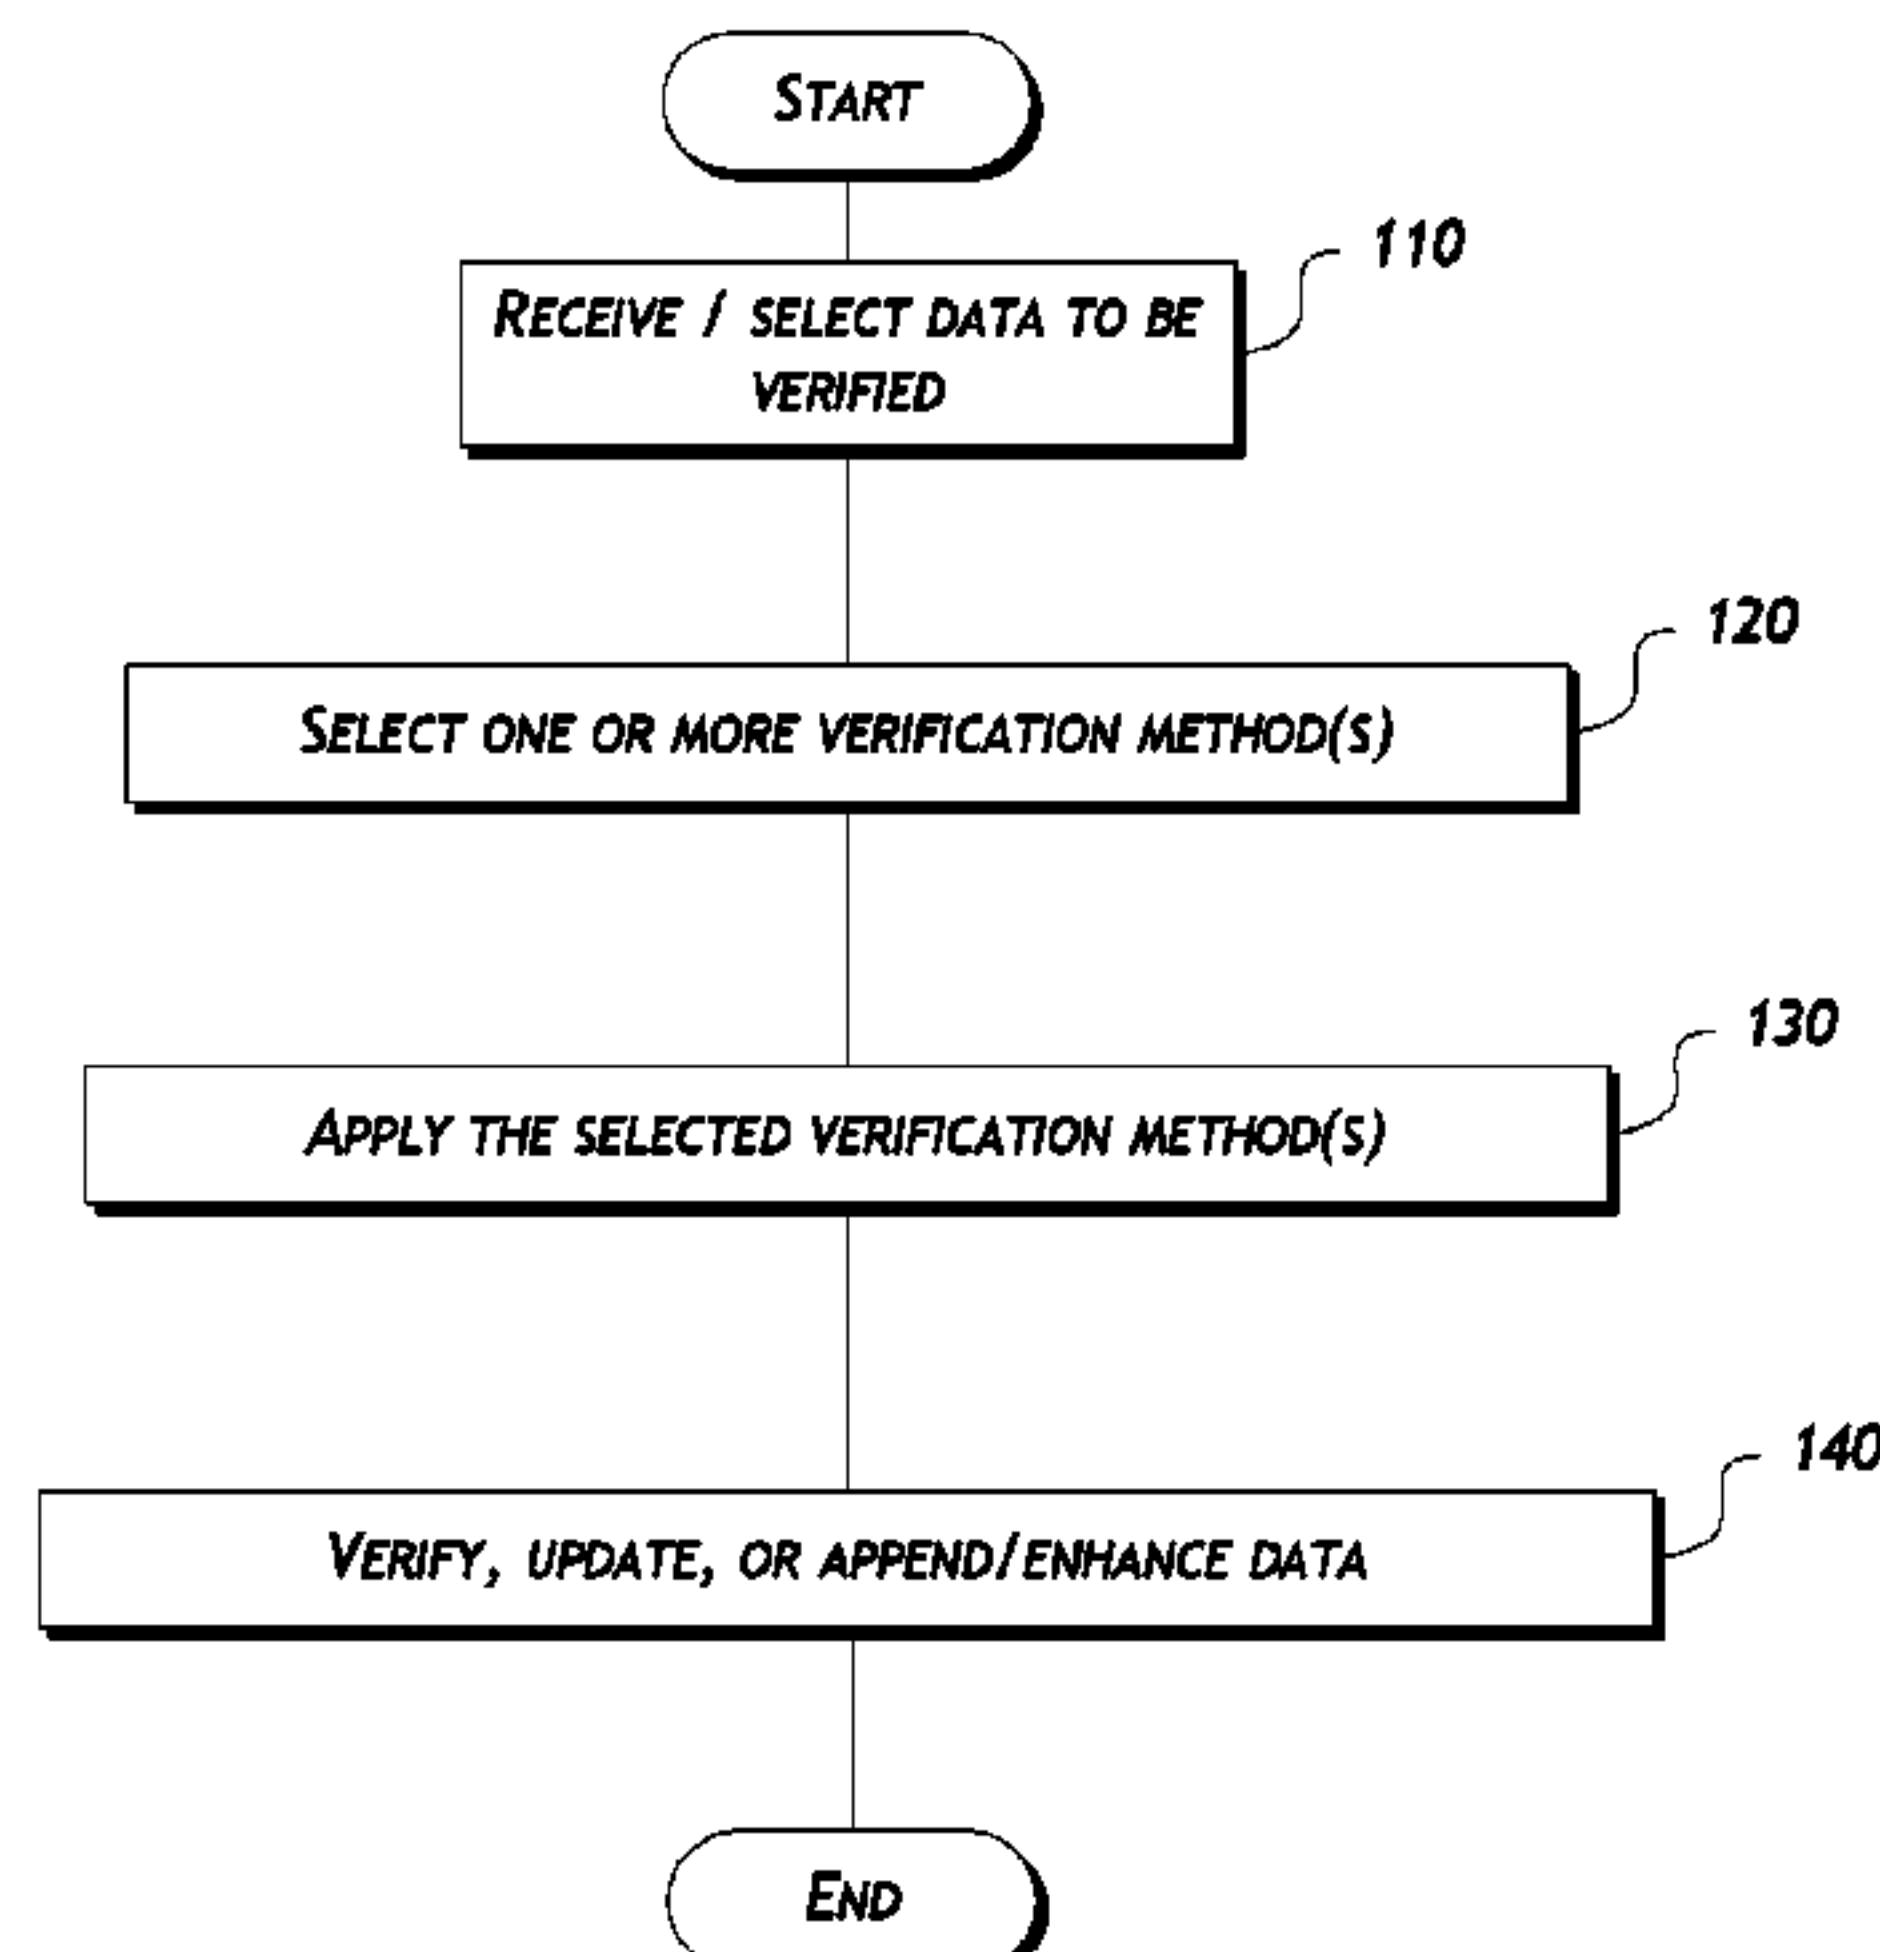 START
110
RECEIVE / SELECT DATA TO BE
VERIFIED
120
SELECT ONE OR MORE VERIFICATION METHOD(S)
130
APPLY THE SELECTED VERIFICATION METHOD(S)
140
VERIFY, UPDATE, OR APPEND/ENHANCE DATA
END